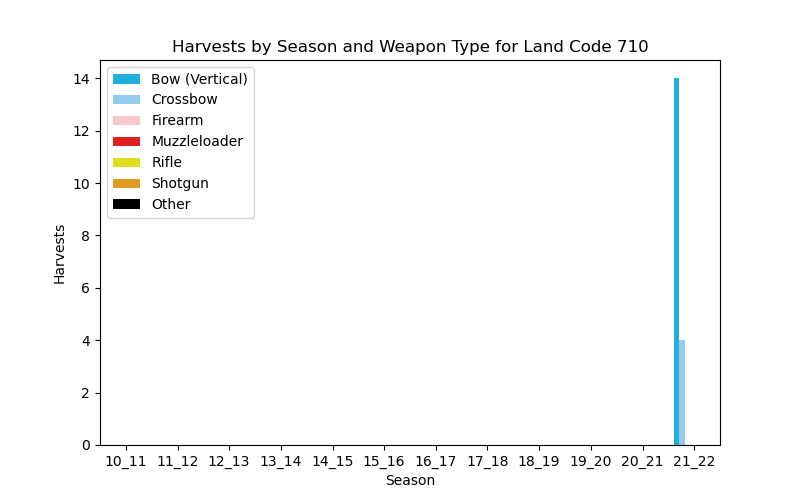 Harvests by Season and Weapon Type for Land Code 710
Bow (Vertical)
Crossbow
Firearm
Muzzleloader
Rifle
Shotgun
Other
14
12
10
8
6
4
2
0
Harvests
10_11 11_12 12_13 13_14 14_15 15_16 16_17 17_18 18_19 19_20 20_21 21_22
Season